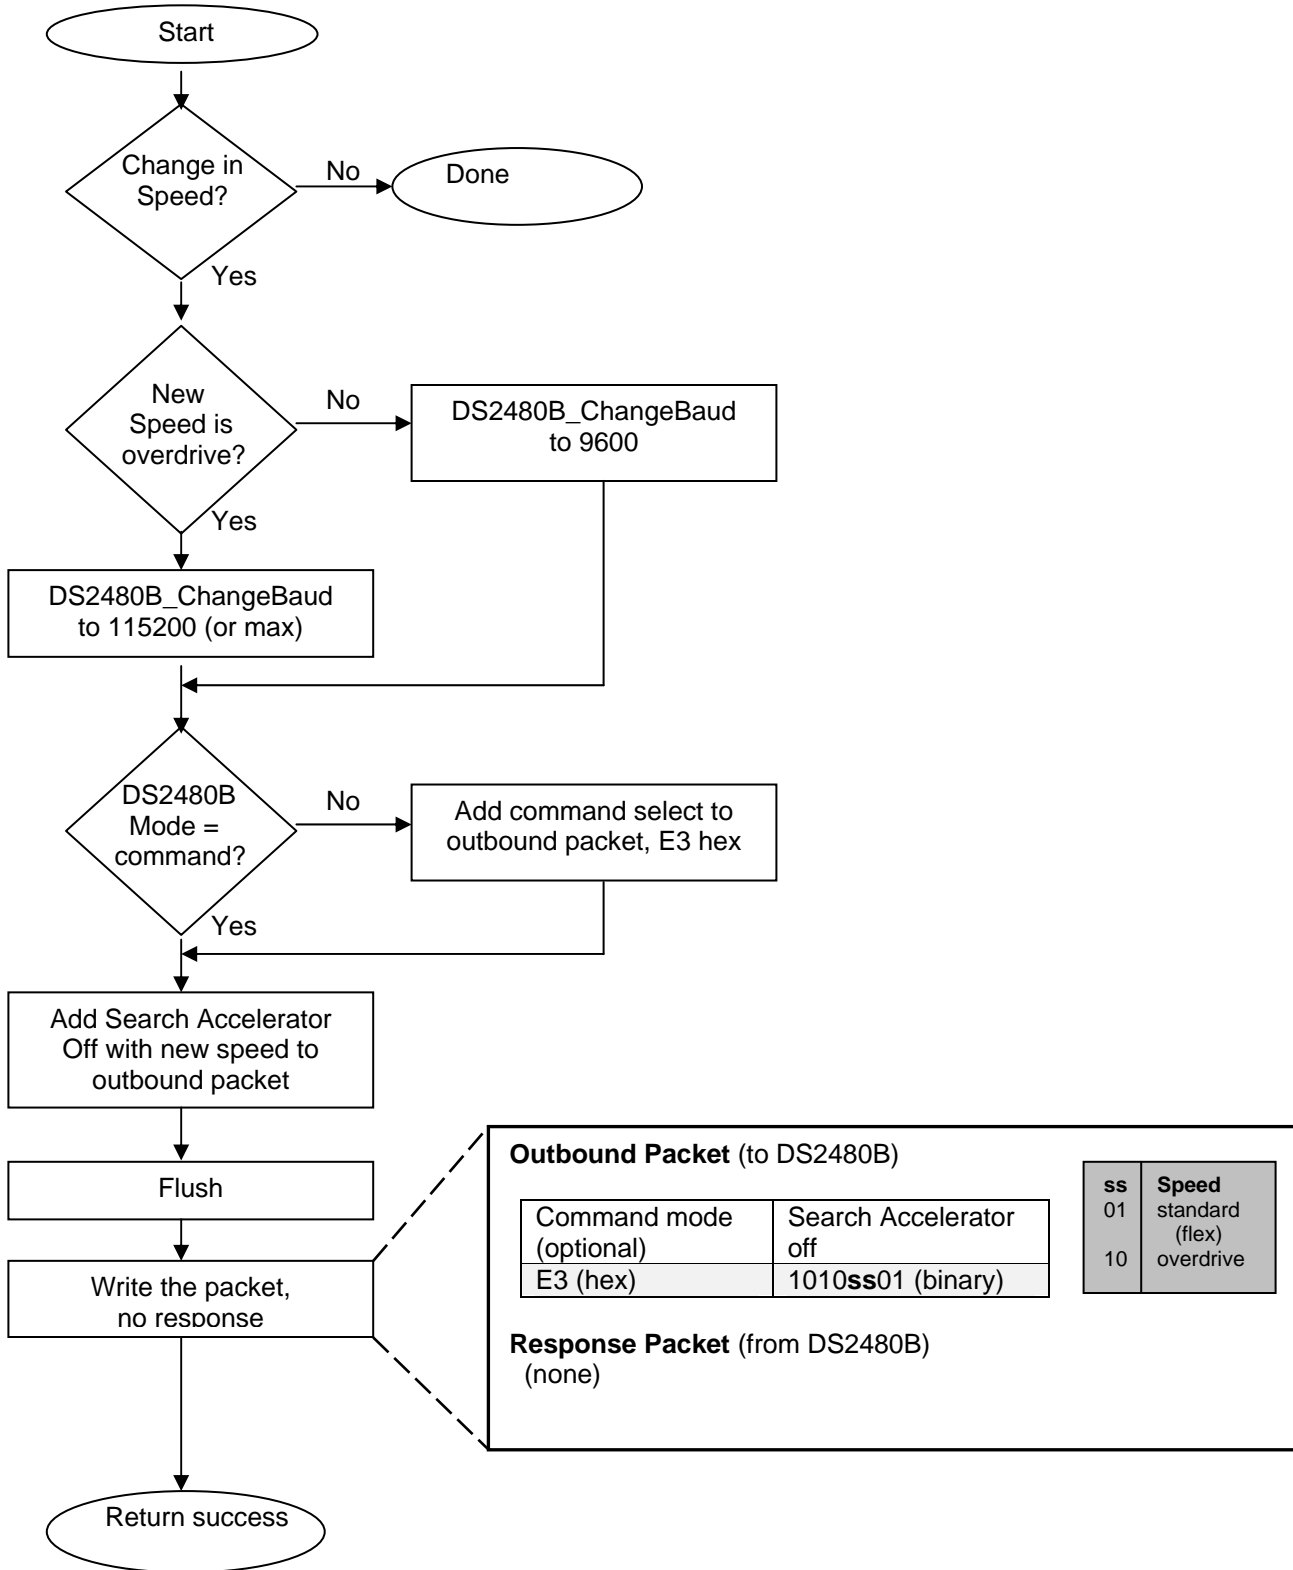 Start
Change in
Speed?
No
Done
Yes
New
Speed is
overdrive?
No
DS2480B_ChangeBaud
to 9600
Yes
DS2480B_ChangeBaud
to 115200 (or max)
DS2480B
Mode =
command?
No
Add command select to
outbound packet, E3 hex
Yes
Add Search Accelerator
Off with new speed to
outbound packet
Flush
Write the packet,
no response
Return success
Outbound Packet (to DS2480B)
Command mode
(optional)
Search Accelerator
off
E3 (hex)
1010ss01 (binary)
ss Speed
01 standard
(flex)
10 overdrive
Response Packet (from DS2480B)
(none)